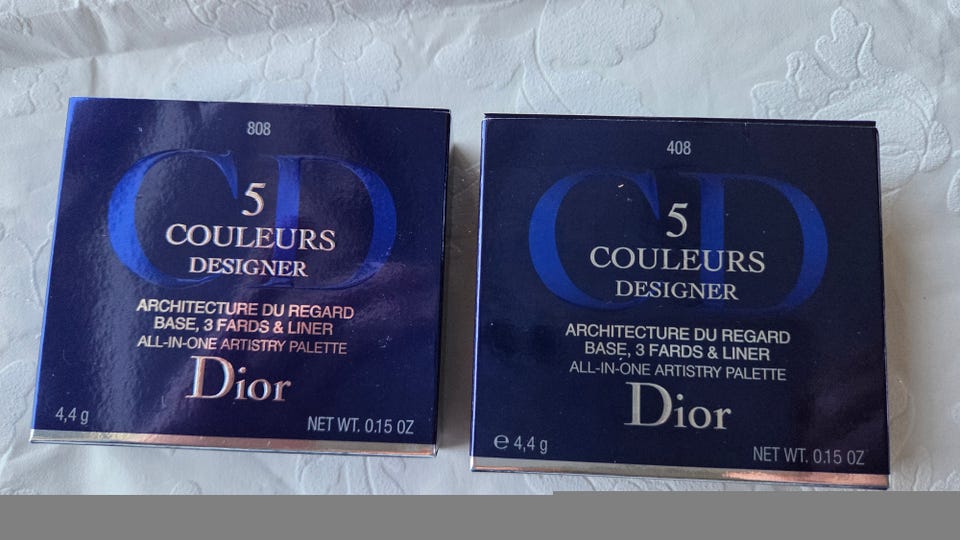 808
CD
5
COULEURS
DESIGNER
ARCHITECTURE DU REGARD
BASE, 3 FARDS & LINER
ALL-IN-ONE ARTISTRY PALETTE
Dior
4,4 g
NET WT. 0.15 OZ
408
CD
5
COULEURS
DESIGNER
ARCHITECTURE DU REGARD
BASE, 3 FARDS & LINER
ALL-IN-ONE ARTISTRY PALETTE
Dior
℮ 4,4 g
NET WT. 0.15 OZ